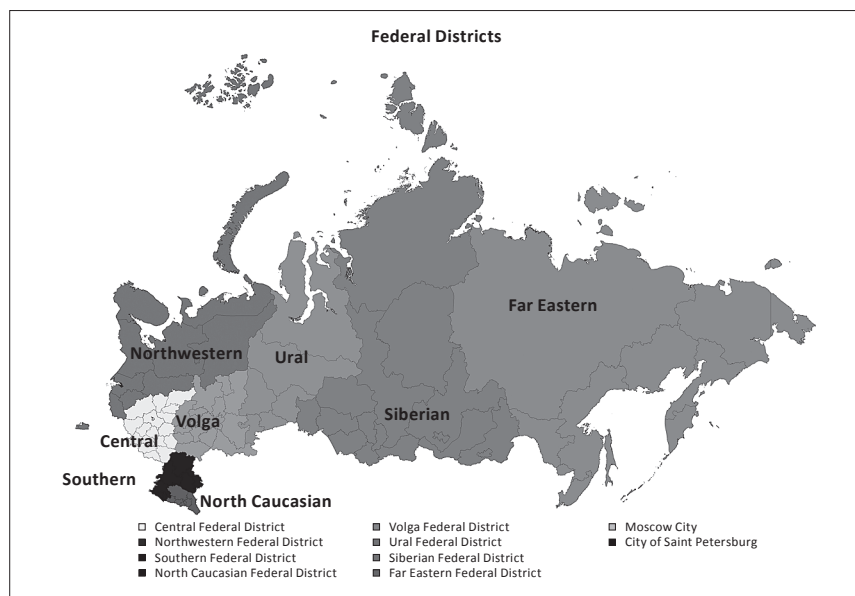 Federal Districts
Far Eastern
Northwestern
Ural
Siberian
Volga
Central
Southern
North Caucasian
Central Federal District
Northwestern Federal District
Southern Federal District
North Caucasian Federal District
Volga Federal District
Ural Federal District
Siberian Federal District
Far Eastern Federal District
Moscow City
City of Saint Petersburg